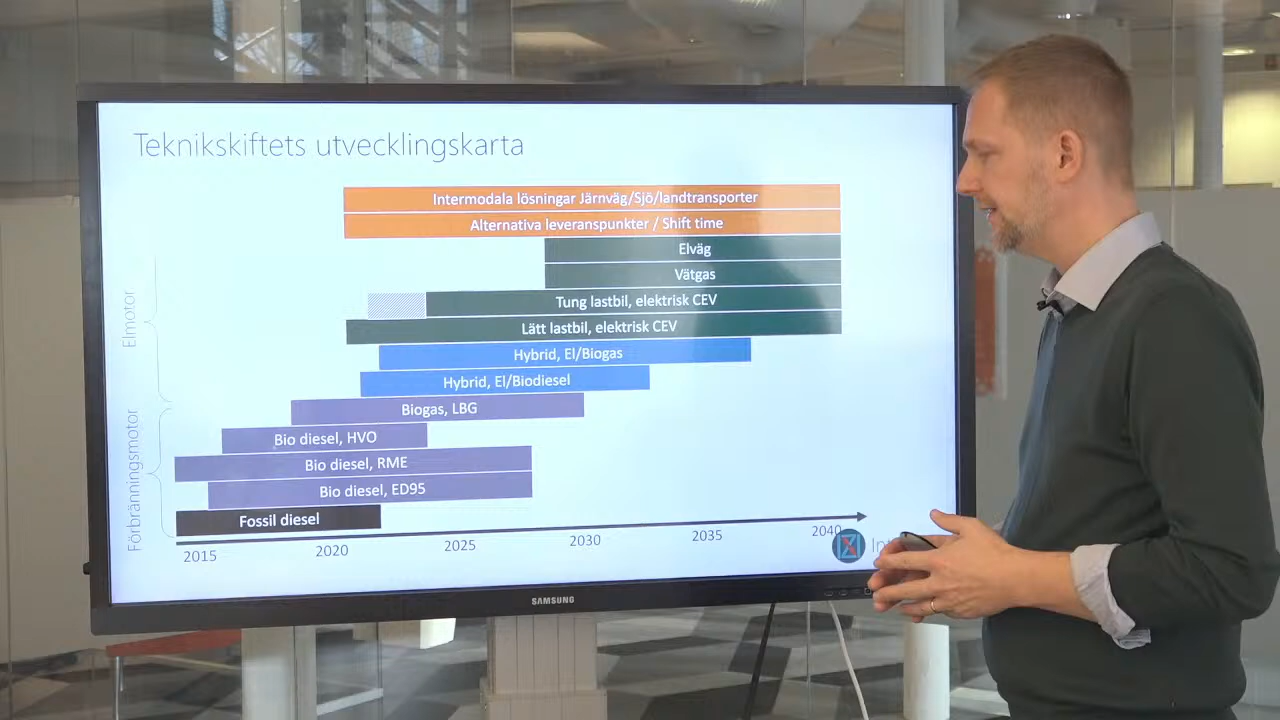 Teknikskiftets utvecklingskarta
Intermodala lösningar Järnväg/Sjö/landtransporter
Alternativa leveranspunkter / Shift time
Elväg
Vätgas
Tung lastbil, elektrisk CEV
Lätt lastbil, elektrisk CEV
Hybrid, El/Biogas
Hybrid, El/Biodiesel
Biogas, LBG
Bio diesel, HVO
Bio diesel, RME
Bio diesel, ED95
Fossil diesel
Elmotor
Förbränningsmotor
2015 2020 2025 2030 2035 2040
SAMSUNG